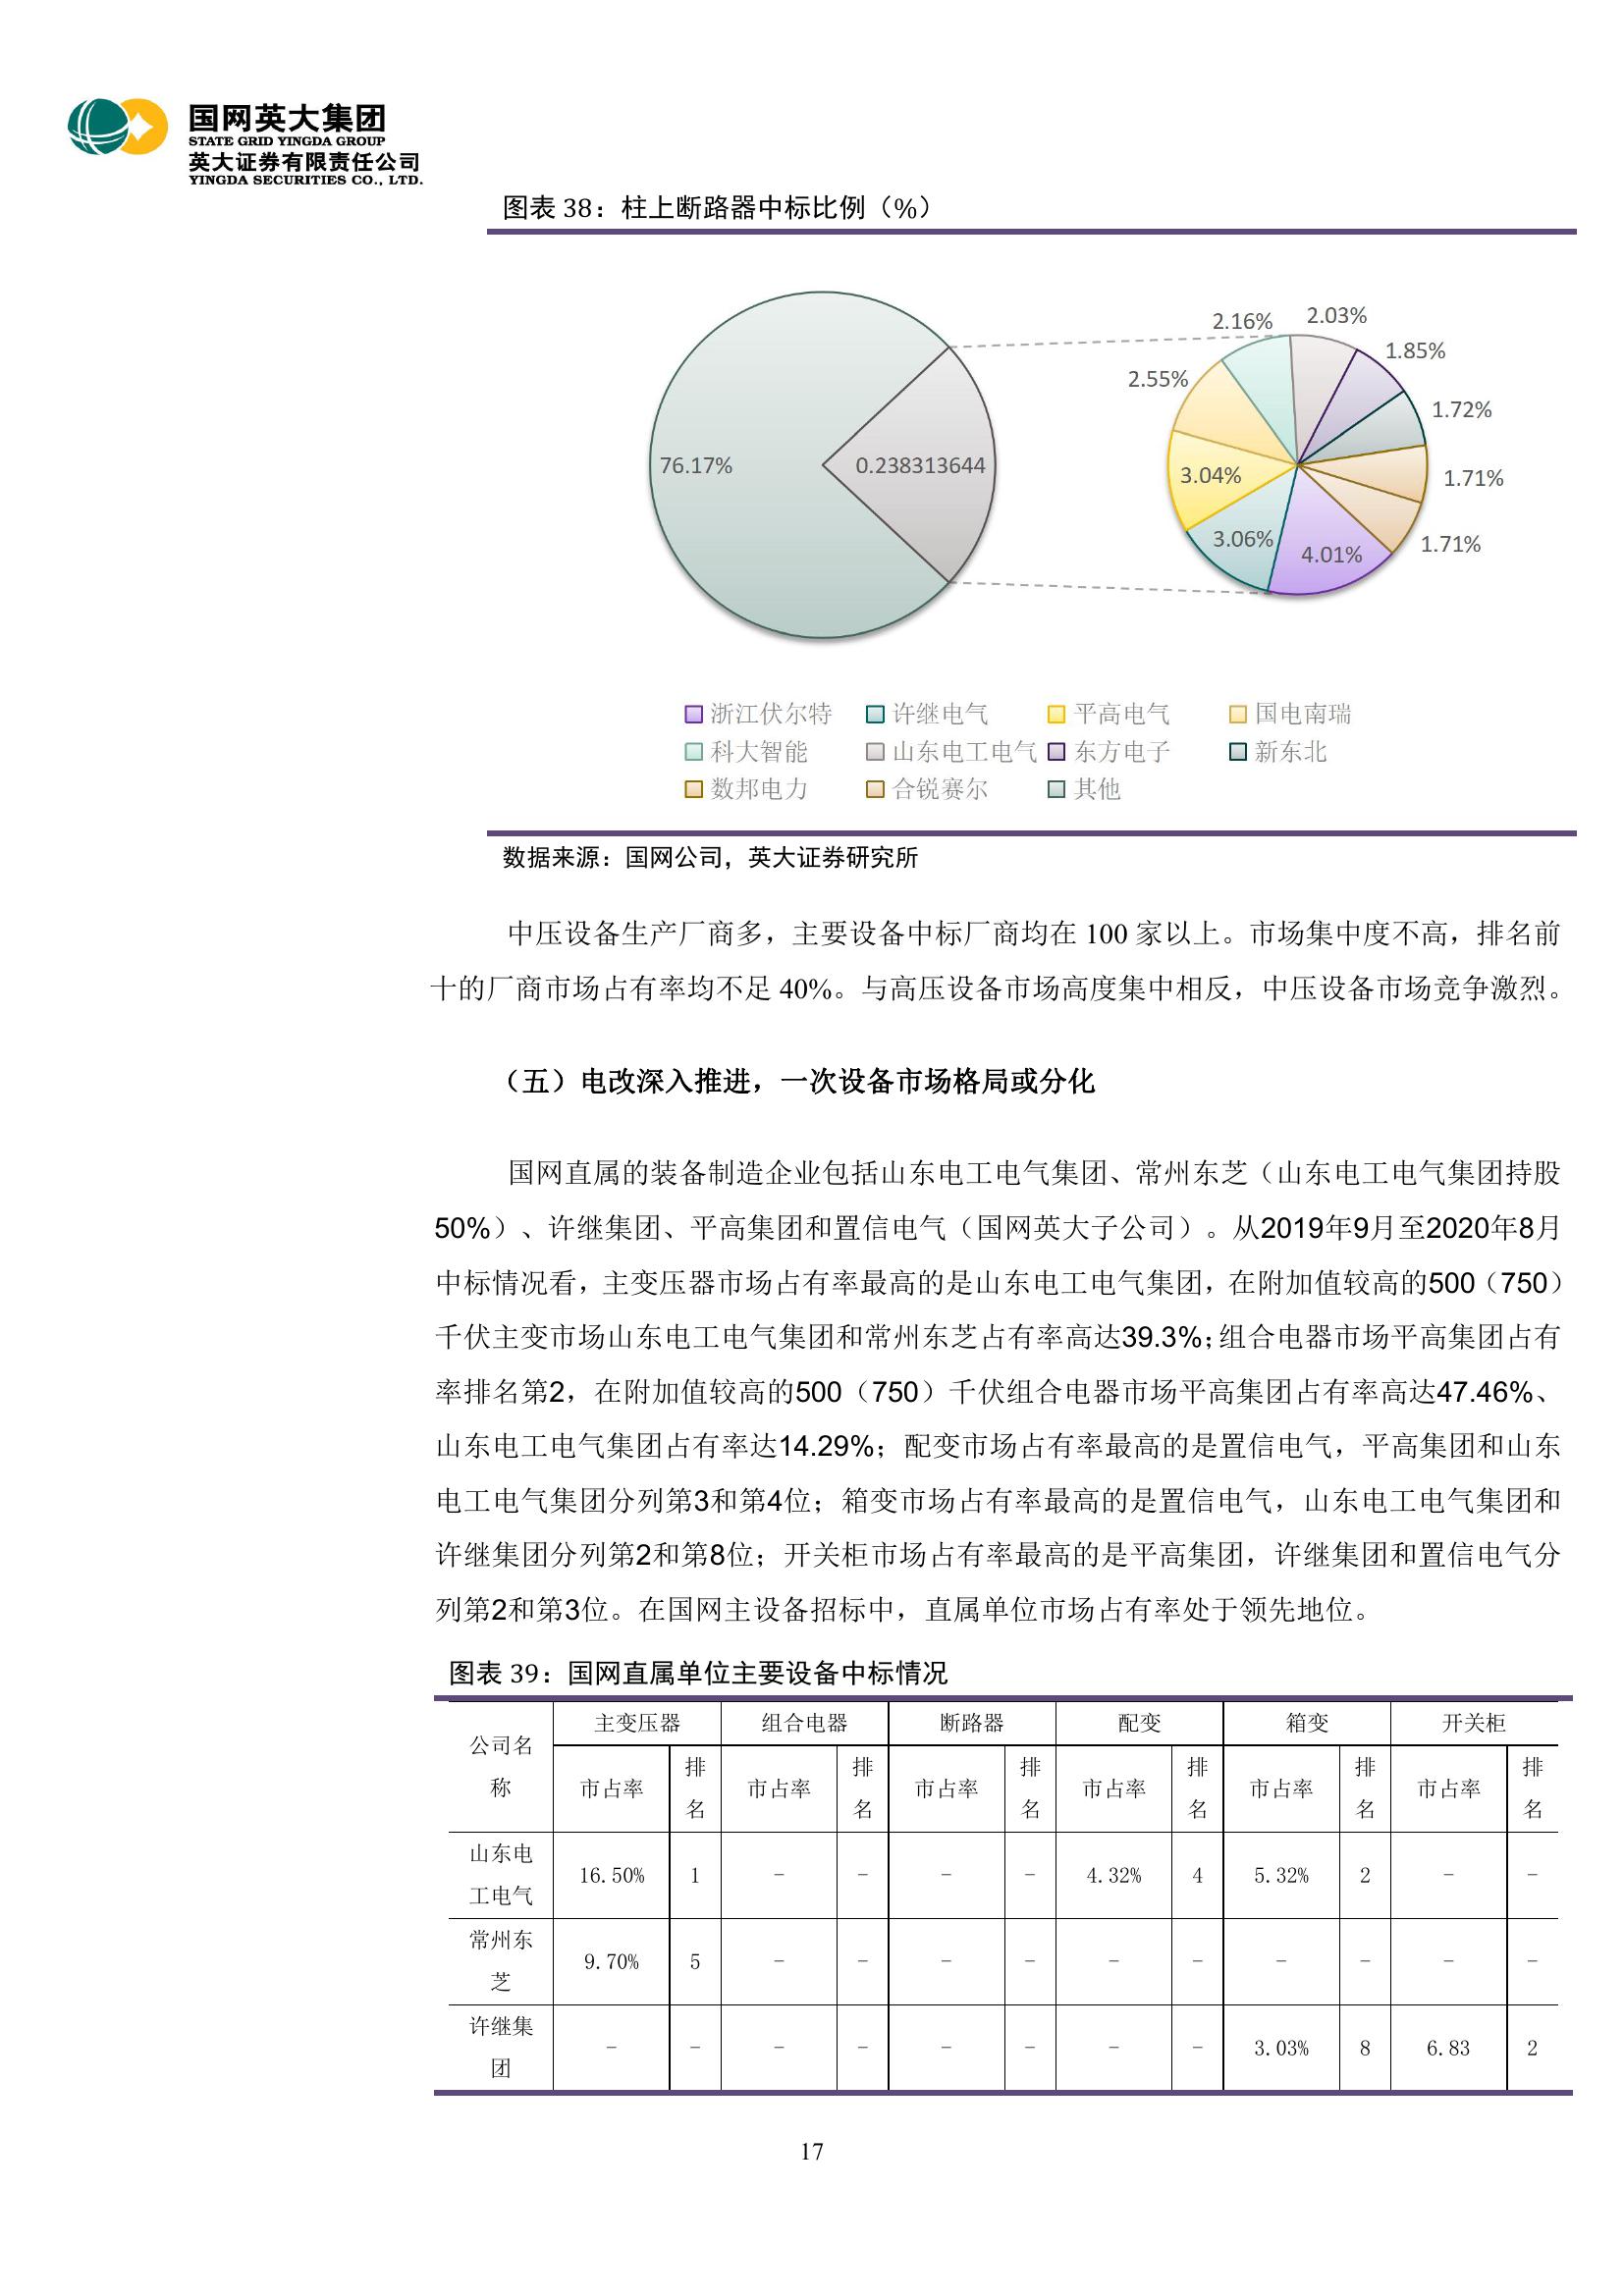 国网英大集团
STATE GRID YINGDA GROUP
英大证券有限责任公司
YINGDA SECURITIES CO., LTD.
图表 38：柱上断路器中标比例（%）
76.17%
0.238313644
2.16%
2.03%
1.85%
2.55%
1.72%
3.04%
1.71%
3.06%
4.01%
1.71%
浙江伏尔特 许继电气 平高电气 国电南瑞
科大智能 山东电工电气 东方电子 新东北
数邦电力 合锐赛尔 其他
数据来源：国网公司，英大证券研究所
中压设备生产厂商多，主要设备中标厂商均在 100 家以上。市场集中度不高，排名前
十的厂商市场占有率均不足 40%。与高压设备市场高度集中相反，中压设备市场竞争激烈。
（五）电改深入推进，一次设备市场格局或分化
国网直属的装备制造企业包括山东电工电气集团、常州东芝（山东电工电气集团持股
50%）、许继集团、平高集团和置信电气（国网英大子公司）。从2019年9月至2020年8月
中标情况看，主变压器市场占有率最高的是山东电工电气集团，在附加值较高的500（750）
千伏主变市场山东电工电气集团和常州东芝占有率高达39.3%；组合电器市场平高集团占有
率排名第2，在附加值较高的500（750）千伏组合电器市场平高集团占有率高达47.46%、
山东电工电气集团占有率达14.29%；配变市场占有率最高的是置信电气，平高集团和山东
电工电气集团分列第3和第4位；箱变市场占有率最高的是置信电气，山东电工电气集团和
许继集团分列第2和第8位；开关柜市场占有率最高的是平高集团，许继集团和置信电气分
列第2和第3位。在国网主设备招标中，直属单位市场占有率处于领先地位。
图表 39：国网直属单位主要设备中标情况
公司名称 主变压器 组合电器 断路器 配变 箱变 开关柜
市占率 排名 市占率 排名 市占率 排名 市占率 排名 市占率 排名 市占率 排名
山东电工电气 16.50% 1 - - - - 4.32% 4 5.32% 2 - -
常州东芝 9.70% 5 - - - - - - - - - -
许继集团 - - - - - - - - 3.03% 8 6.83 2
17